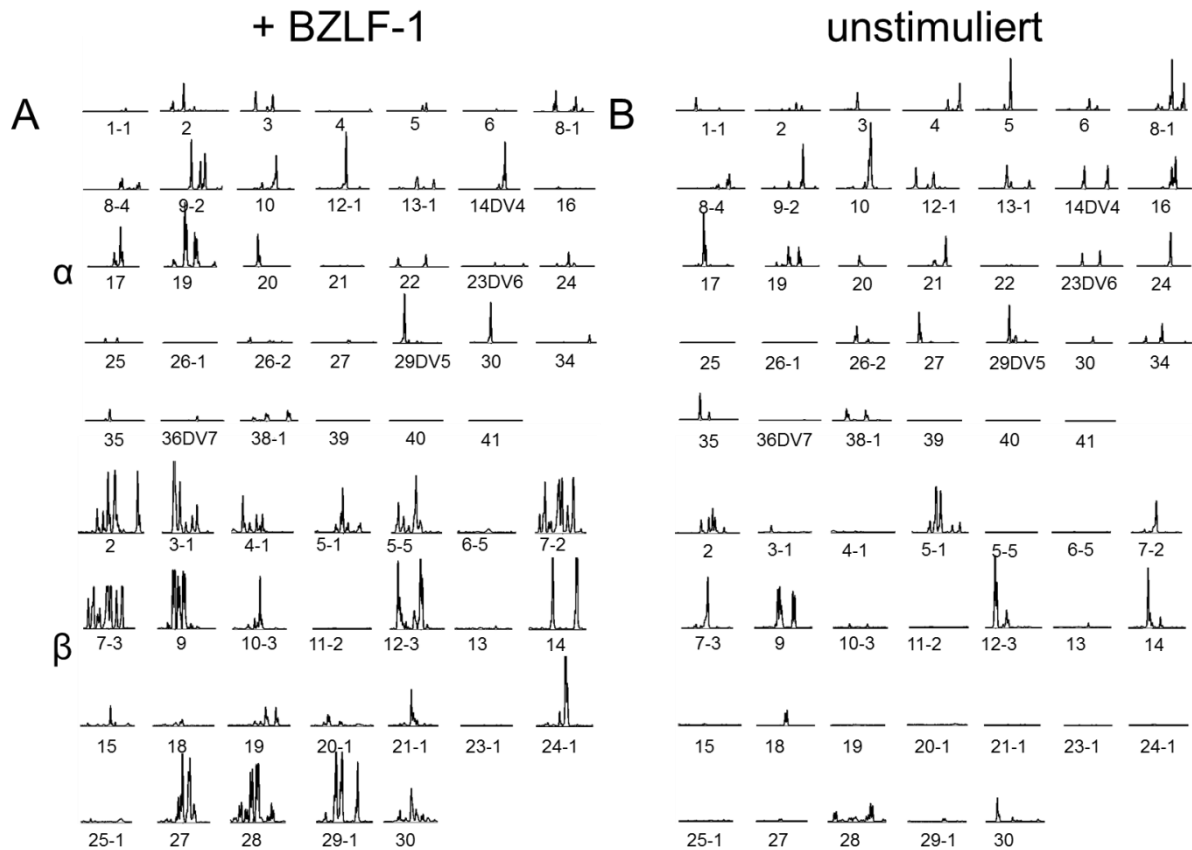 + BZLF-1 unstimuliert
A B
1-1 2 3 4 5 6 8-1 1-1 2 3 4 5 6 8-1
8-4 9-2 10 12-1 13-1 14DV4 16 8-4 9-2 10 12-1 13-1 14DV4 16
α
17 19 20 21 22 23DV6 24 17 19 20 21 22 23DV6 24
25 26-1 26-2 27 29DV5 30 34 25 26-1 26-2 27 29DV5 30 34
35 36DV7 38-1 39 40 41 35 36DV7 38-1 39 40 41
2 3-1 4-1 5-1 5-5 6-5 7-2 2 3-1 4-1 5-1 5-5 6-5 7-2
7-3 9 10-3 11-2 12-3 13 14 7-3 9 10-3 11-2 12-3 13 14
β
15 18 19 20-1 21-1 23-1 24-1 15 18 19 20-1 21-1 23-1 24-1
25-1 27 28 29-1 30 25-1 27 28 29-1 30